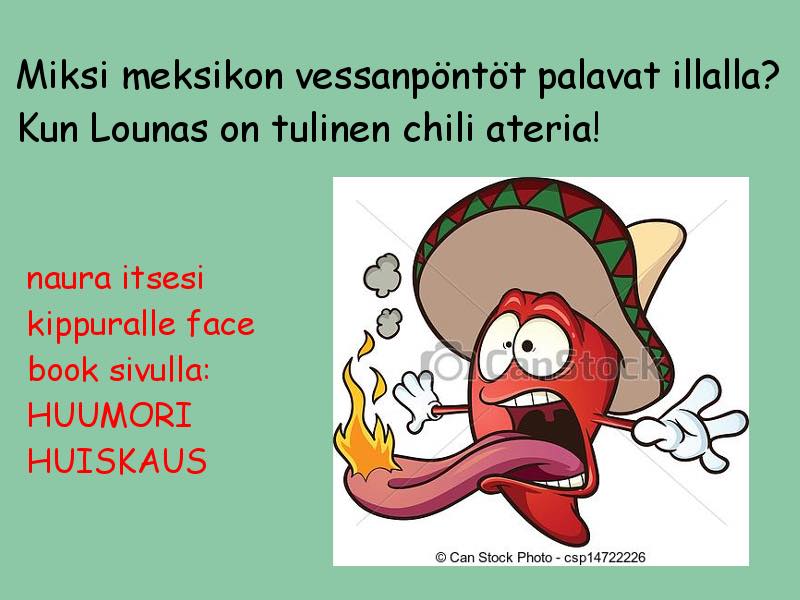 Miksi meksikon vessanpöntöt palavat illalla?
Kun Lounas on tulinen chili ateria!
naura itsesi
kippuralle face
book sivulla:
HUUMORI
HUISKAUS
CanStock
© Can Stock Photo - csp14722226